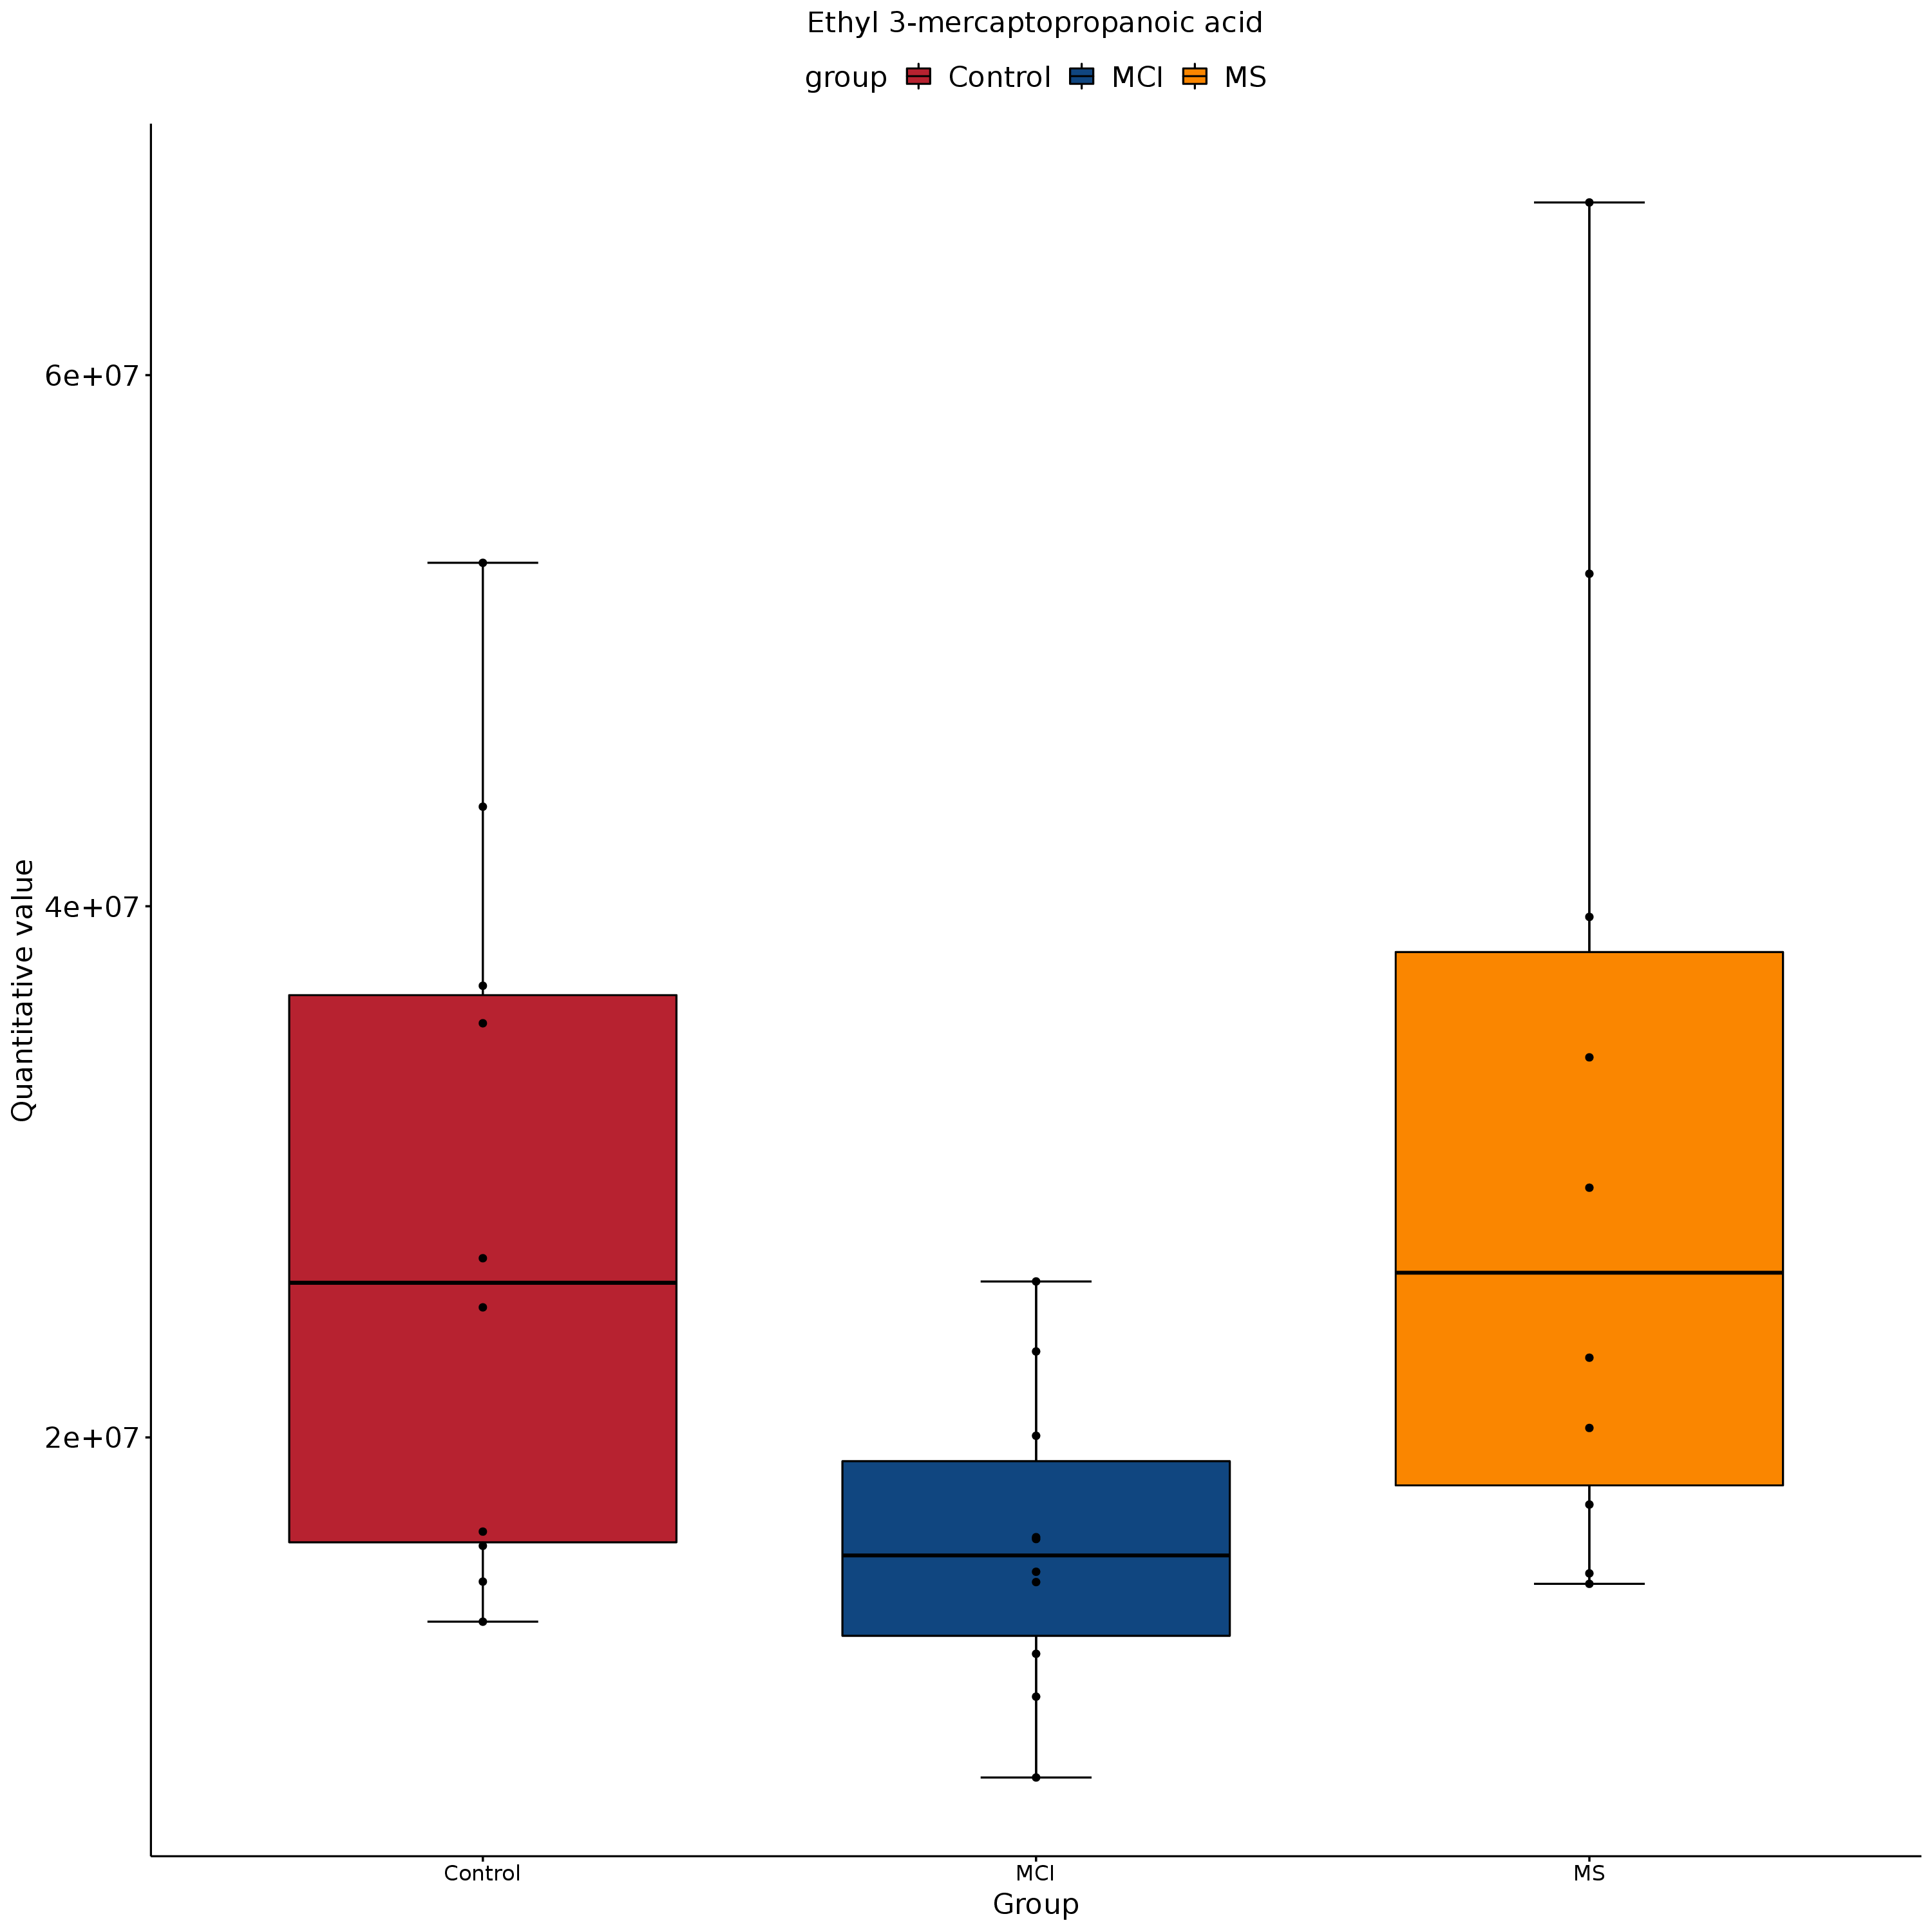 Ethyl 3-mercaptopropanoic acid
group Control MCI MS
Quantitative value
6e+07
4e+07
2e+07
Control MCI MS
Group